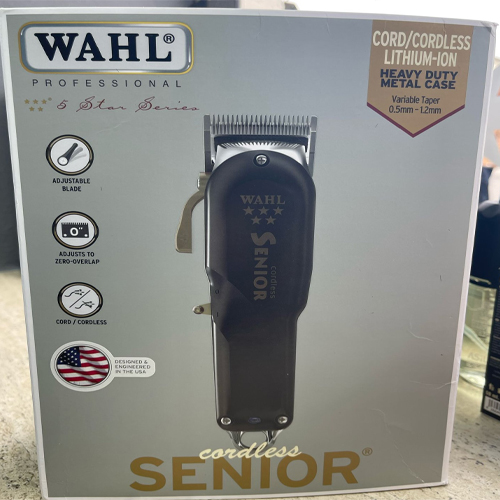 WAHL®
PROFESSIONAL
5 Star Series
CORD/CORDLESS
LITHIUM-ION
HEAVY DUTY
METAL CASE
Variable Taper
0.5mm – 1.2mm
ADJUSTABLE
BLADE
"0"
ADJUSTS TO
ZERO-OVERLAP
CORD / CORDLESS
DESIGNED &
ENGINEERED
IN THE USA
WAHL
SENIOR
cordless
cordless
SENIOR®